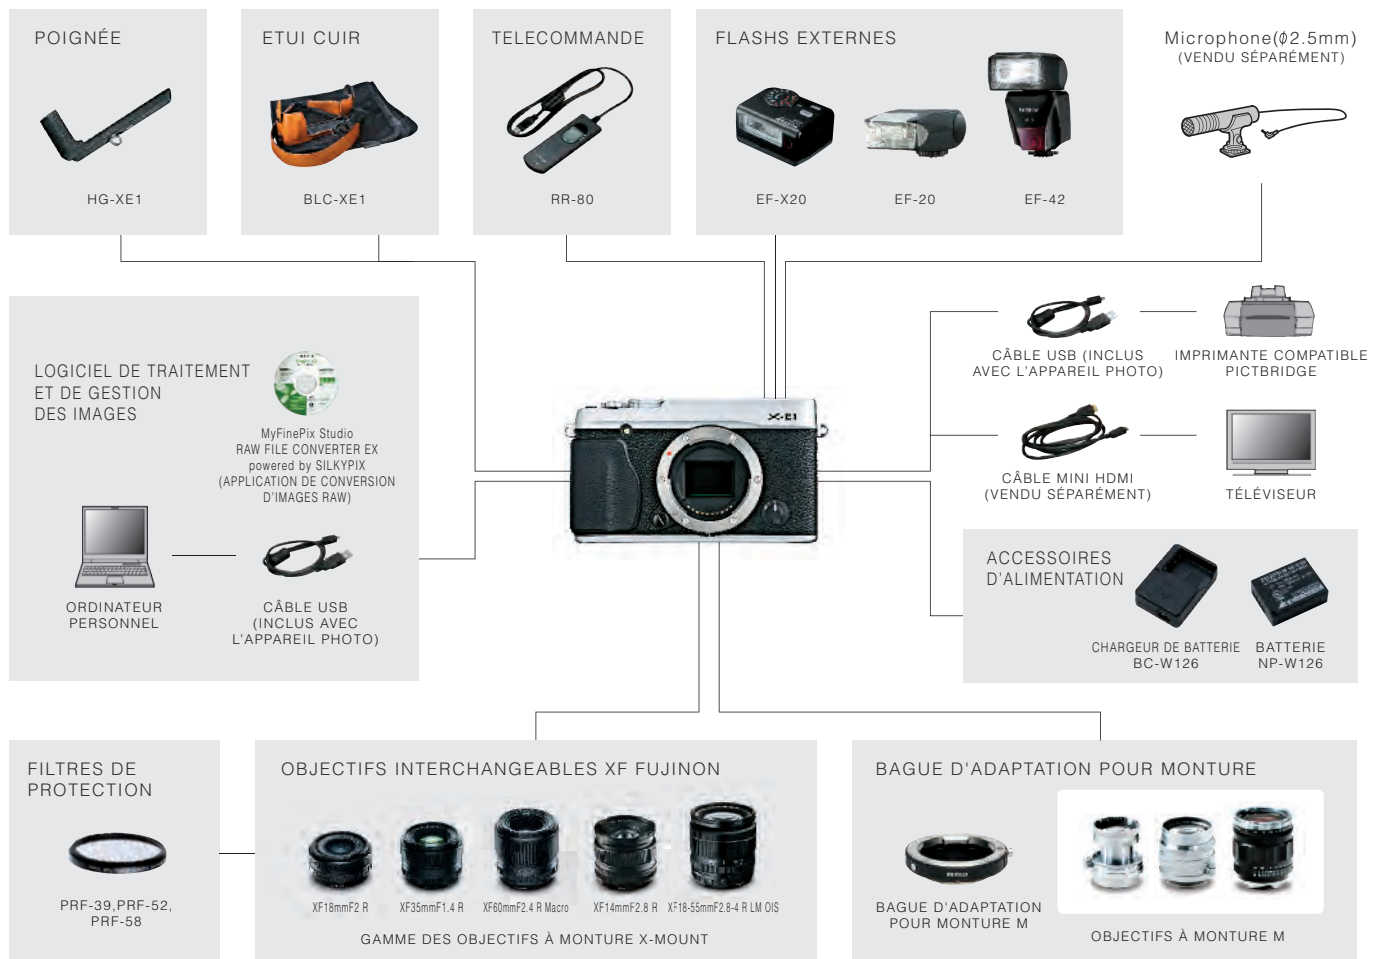 POIGNÉE
HG-XE1
ETUI CUIR
BLC-XE1
TELECOMMANDE
RR-80
FLASHS EXTERNES
EF-X20
EF-20
EF-42
Microphone(ϕ2.5mm)
(VENDU SÉPARÉMENT)
LOGICIEL DE TRAITEMENT
ET DE GESTION
DES IMAGES
MyFinePix Studio
RAW FILE CONVERTER EX
powered by SILKYPIX
(APPLICATION DE CONVERSION
D'IMAGES RAW)
ORDINATEUR
PERSONNEL
CÂBLE USB
(INCLUS AVEC
L'APPAREIL PHOTO)
X-E1
CÂBLE USB (INCLUS
AVEC L'APPAREIL PHOTO)
IMPRIMANTE COMPATIBLE
PICTBRIDGE
CÂBLE MINI HDMI
(VENDU SÉPARÉMENT)
TÉLÉVISEUR
ACCESSOIRES
D'ALIMENTATION
CHARGEUR DE BATTERIE
BC-W126
BATTERIE
NP-W126
FILTRES DE
PROTECTION
PRF-39,PRF-52,
PRF-58
OBJECTIFS INTERCHANGEABLES XF FUJINON
XF18mmF2 R
XF35mmF1.4 R
XF60mmF2.4 R Macro
XF14mmF2.8 R
XF18-55mmF2.8-4 R LM OIS
GAMME DES OBJECTIFS À MONTURE X-MOUNT
BAGUE D'ADAPTATION POUR MONTURE
BAGUE D'ADAPTATION
POUR MONTURE M
OBJECTIFS À MONTURE M